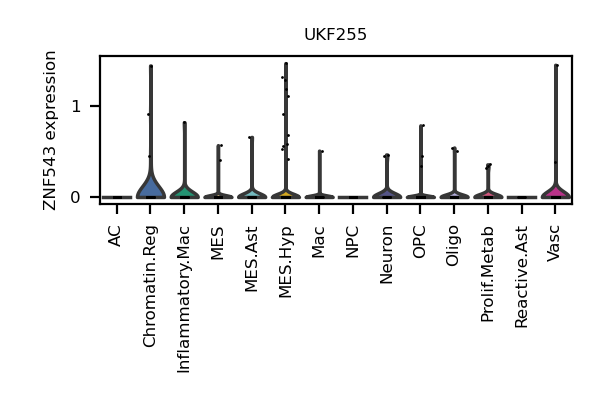 UKF255
ZNF543 expression
1
0
AC
Chromatin.Reg
Inflammatory.Mac
MES
MES.Ast
MES.Hyp
Mac
NPC
Neuron
OPC
Oligo
Prolif.Metab
Reactive.Ast
Vasc